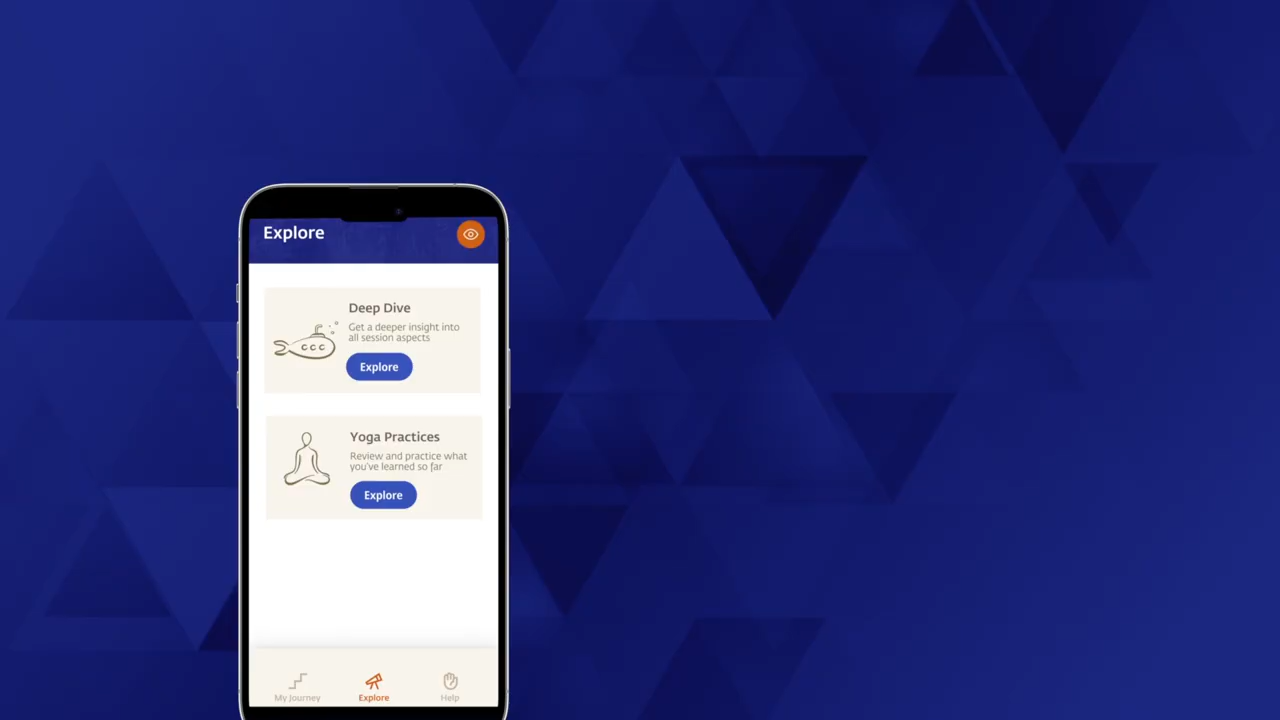 Explore
Deep Dive
Get a deeper insight into
all session aspects
Explore
Yoga Practices
Review and practice what
you've learned so far
Explore
My Journey
Explore
Help